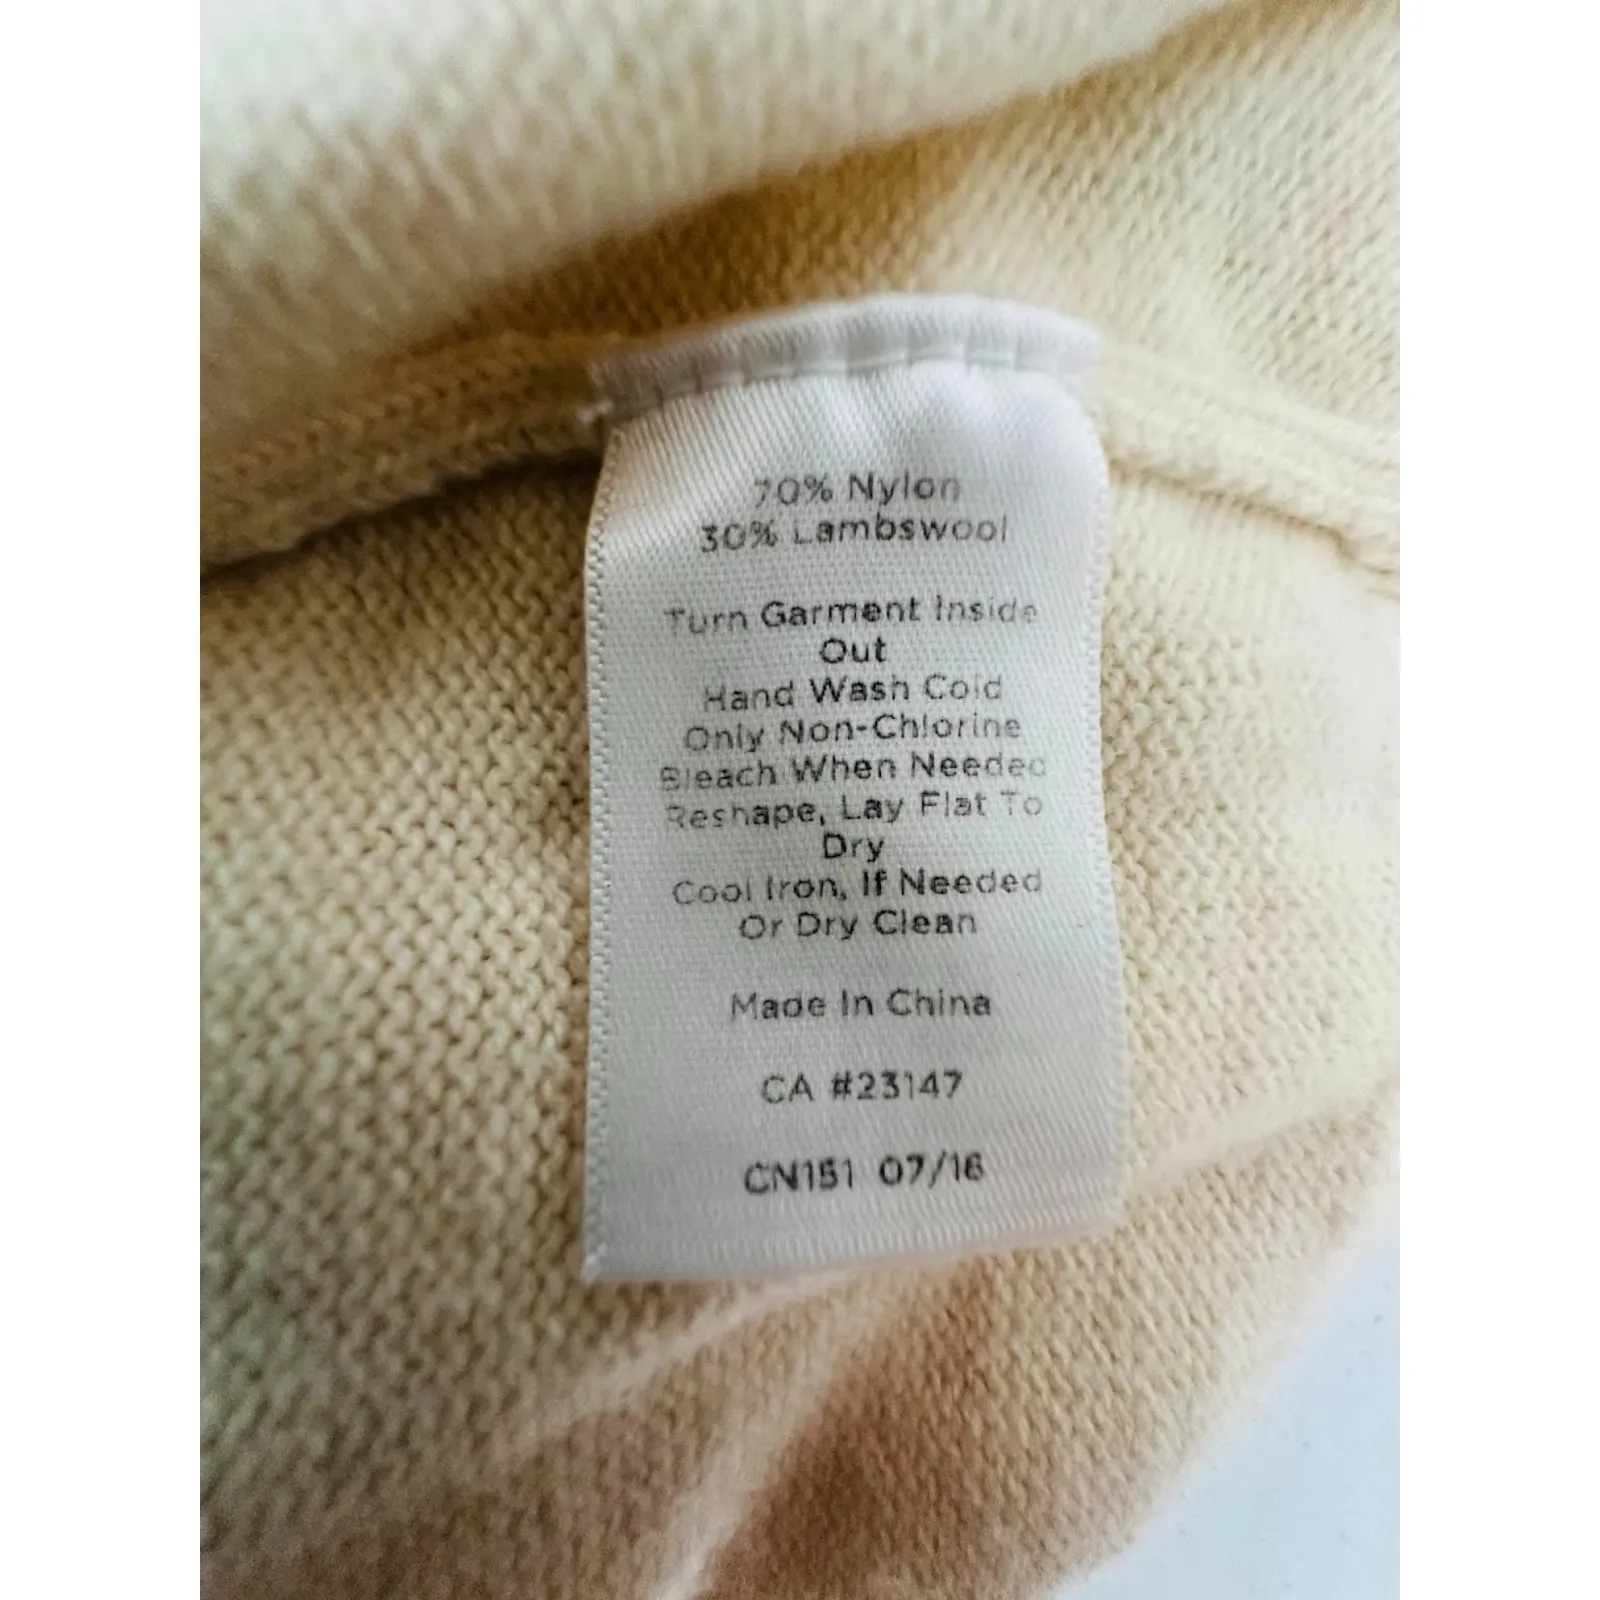 70% Nylon
30% Lambswool
Turn Garment Inside
Out
Hand Wash Cold
Only Non-Chlorine
Bleach When Needed
Reshape, Lay Flat To
Dry
Cool Iron, If Needed
Or Dry Clean
Made In China
CA #23147
CN151 07/16